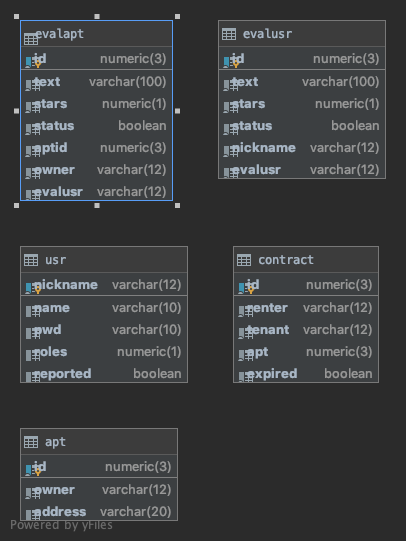 evalapt
id numeric(3)
text varchar(100)
stars numeric(1)
status boolean
aptid numeric(3)
owner varchar(12)
evalusr varchar(12)
evalusr
id numeric(3)
text varchar(100)
stars numeric(1)
status boolean
nickname varchar(12)
evalusr varchar(12)
usr
nickname varchar(12)
name varchar(10)
pwd varchar(10)
roles numeric(1)
reported boolean
contract
id numeric(3)
renter varchar(12)
tenant varchar(12)
apt numeric(3)
expired boolean
apt
id numeric(3)
owner varchar(12)
address varchar(20)
Powered by yFiles